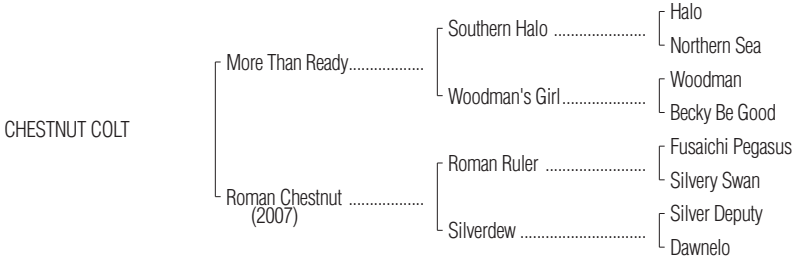 Halo
Southern Halo ......................
Northern Sea
More Than Ready..................
Woodman
Woodman's Girl....................
Becky Be Good
CHESTNUT COLT
Fusaichi Pegasus
Roman Ruler ........................
Silvery Swan
Roman Chestnut ..................
(2007)
Silver Deputy
Silverdew ..............................
Dawnelo